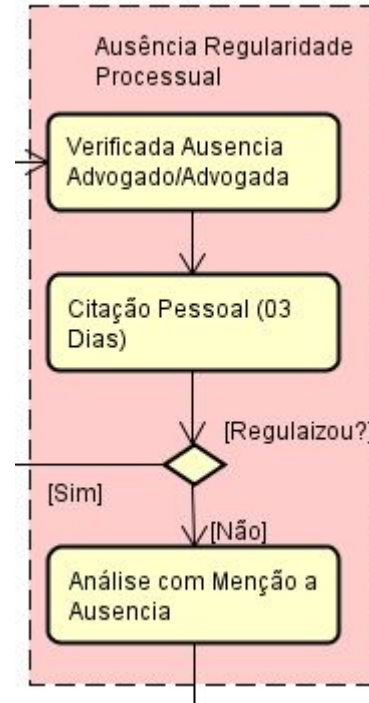 Ausência Regularidade
Processual
Verificada Ausencia
Advogado/Advogada
Citação Pessoal (03
Dias)
[Regulaizou?]
[Sim]
[Não]
Análise com Menção a
Ausencia